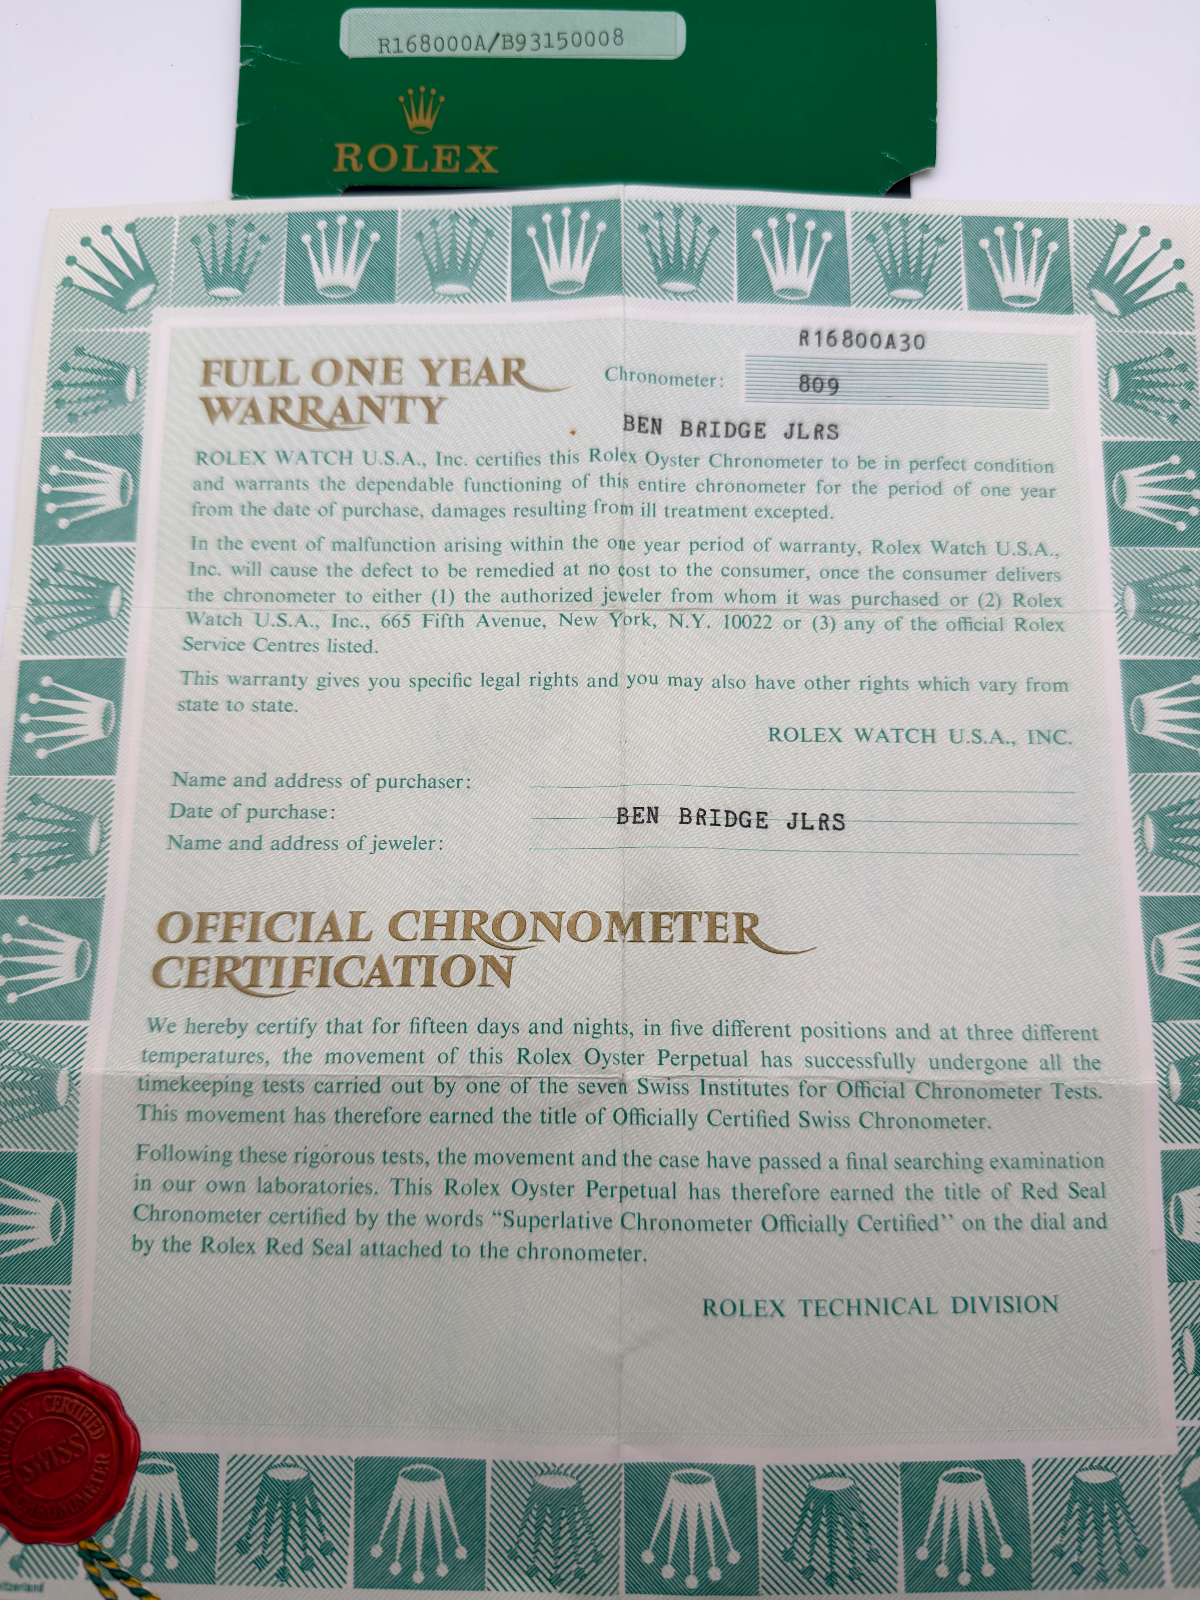 R168000A/B93150008
ROLEX
R16800A30
FULL ONE YEAR
WARRANTY
Chronometer:
809
BEN BRIDGE JLRS
ROLEX WATCH U.S.A., Inc. certifies this Rolex Oyster Chronometer to be in perfect condition
and warrants the dependable functioning of this entire chronometer for the period of one year
from the date of purchase, damages resulting from ill treatment excepted.
In the event of malfunction arising within the one year period of warranty, Rolex Watch U.S.A.,
Inc. will cause the defect to be remedied at no cost to the consumer, once the consumer delivers
the chronometer to either (1) the authorized jeweler from whom it was purchased or (2) Rolex
Watch U.S.A., Inc., 665 Fifth Avenue, New York, N.Y. 10022 or (3) any of the official Rolex
Service Centres listed.
This warranty gives you specific legal rights and you may also have other rights which vary from
state to state.
ROLEX WATCH U.S.A., INC.
Name and address of purchaser:
Date of purchase:
BEN BRIDGE JLRS
Name and address of jeweler:
OFFICIAL CHRONOMETER
CERTIFICATION
We hereby certify that for fifteen days and nights, in five different positions and at three different
temperatures, the movement of this Rolex Oyster Perpetual has successfully undergone all the
timekeeping tests carried out by one of the seven Swiss Institutes for Official Chronometer Tests.
This movement has therefore earned the title of Officially Certified Swiss Chronometer.
Following these rigorous tests, the movement and the case have passed a final searching examination
in our own laboratories. This Rolex Oyster Perpetual has therefore earned the title of Red Seal
Chronometer certified by the words “Superlative Chronometer Officially Certified’’ on the dial and
by the Rolex Red Seal attached to the chronometer.
ROLEX TECHNICAL DIVISION
CERTIFIED
SWISS
CHRONOMETER